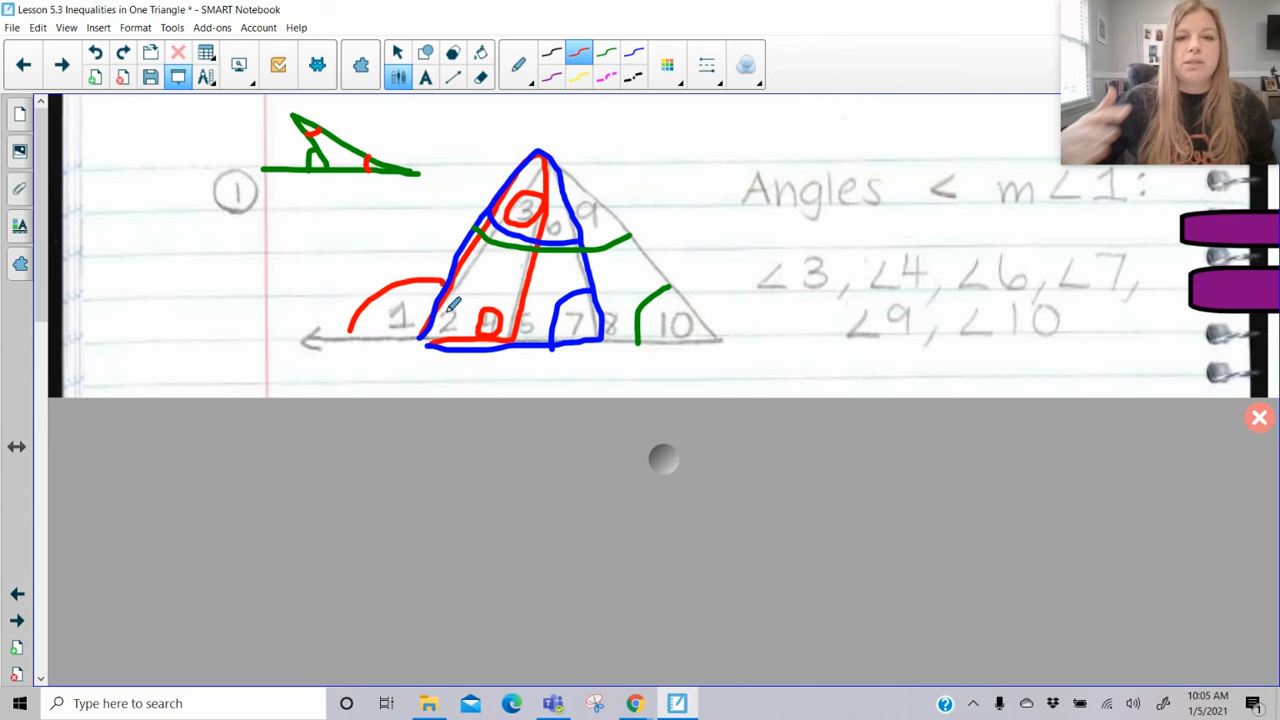 Lesson 5.3 Inequalities in One Triangle * - SMART Notebook
File Edit View Insert Format Tools Add-ons Account Help
1
Angles < m∠1:
3 6 9
∠3, ∠4, ∠6, ∠7,
∠9, ∠10
1 2 4 5 7 8 10
Type here to search
10:05 AM
1/5/2021